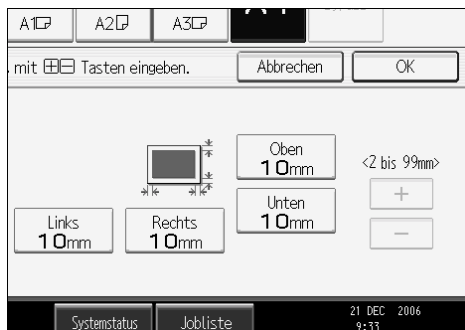 A1 A2 A3
. mit ⊞⊟ Tasten eingeben. Abbrechen OK
Oben
10mm
<2 bis 99mm>
+
Unten
10mm
−
Links
10mm
Rechts
10mm
Systemstatus Jobliste
21 DEC 2006
9:33